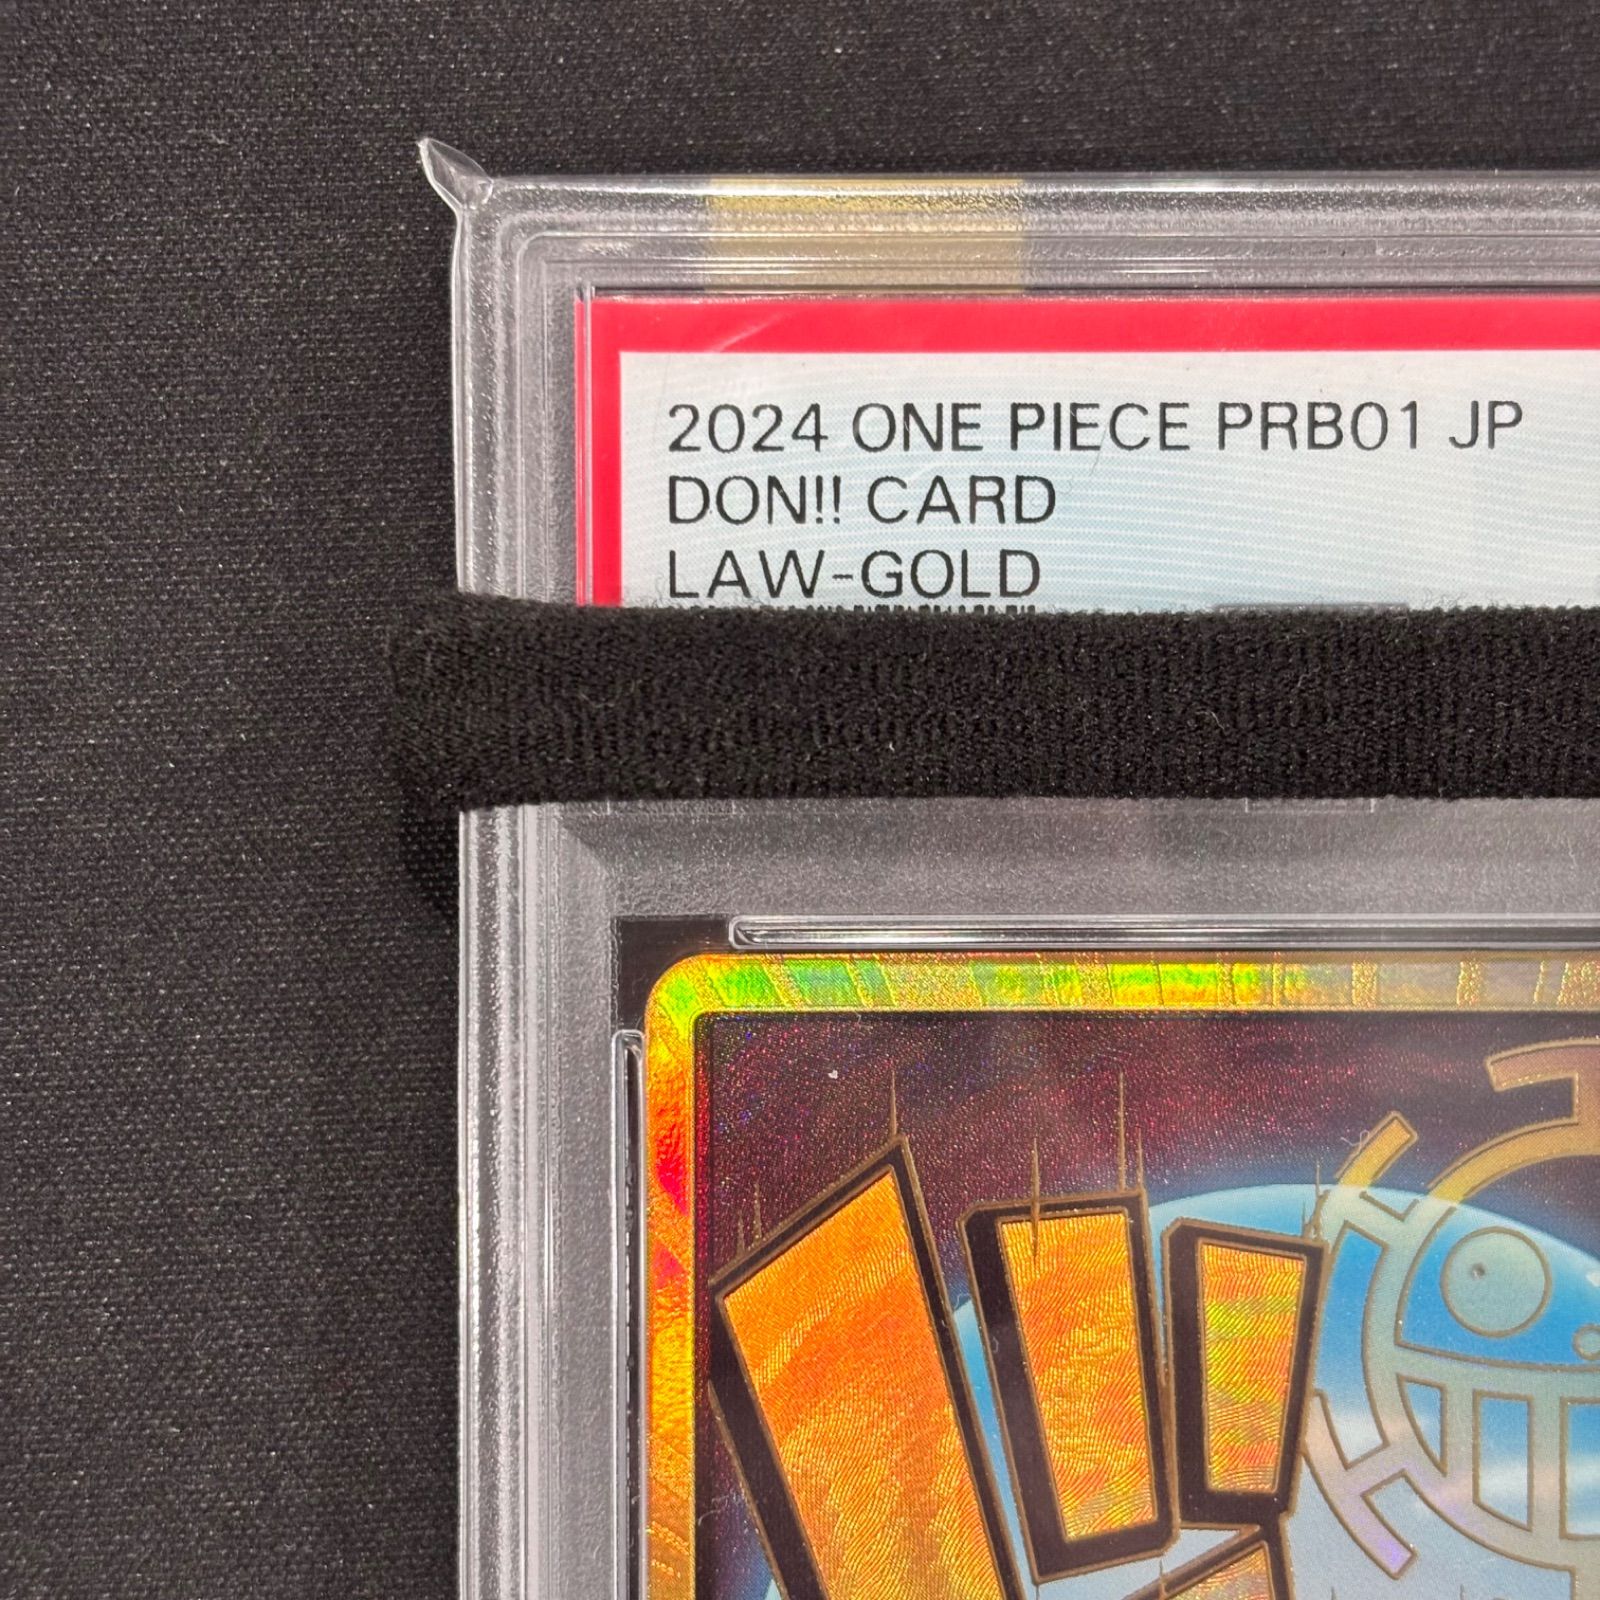 2024 ONE PIECE PRB01 JP
DON!! CARD
LAW-GOLD